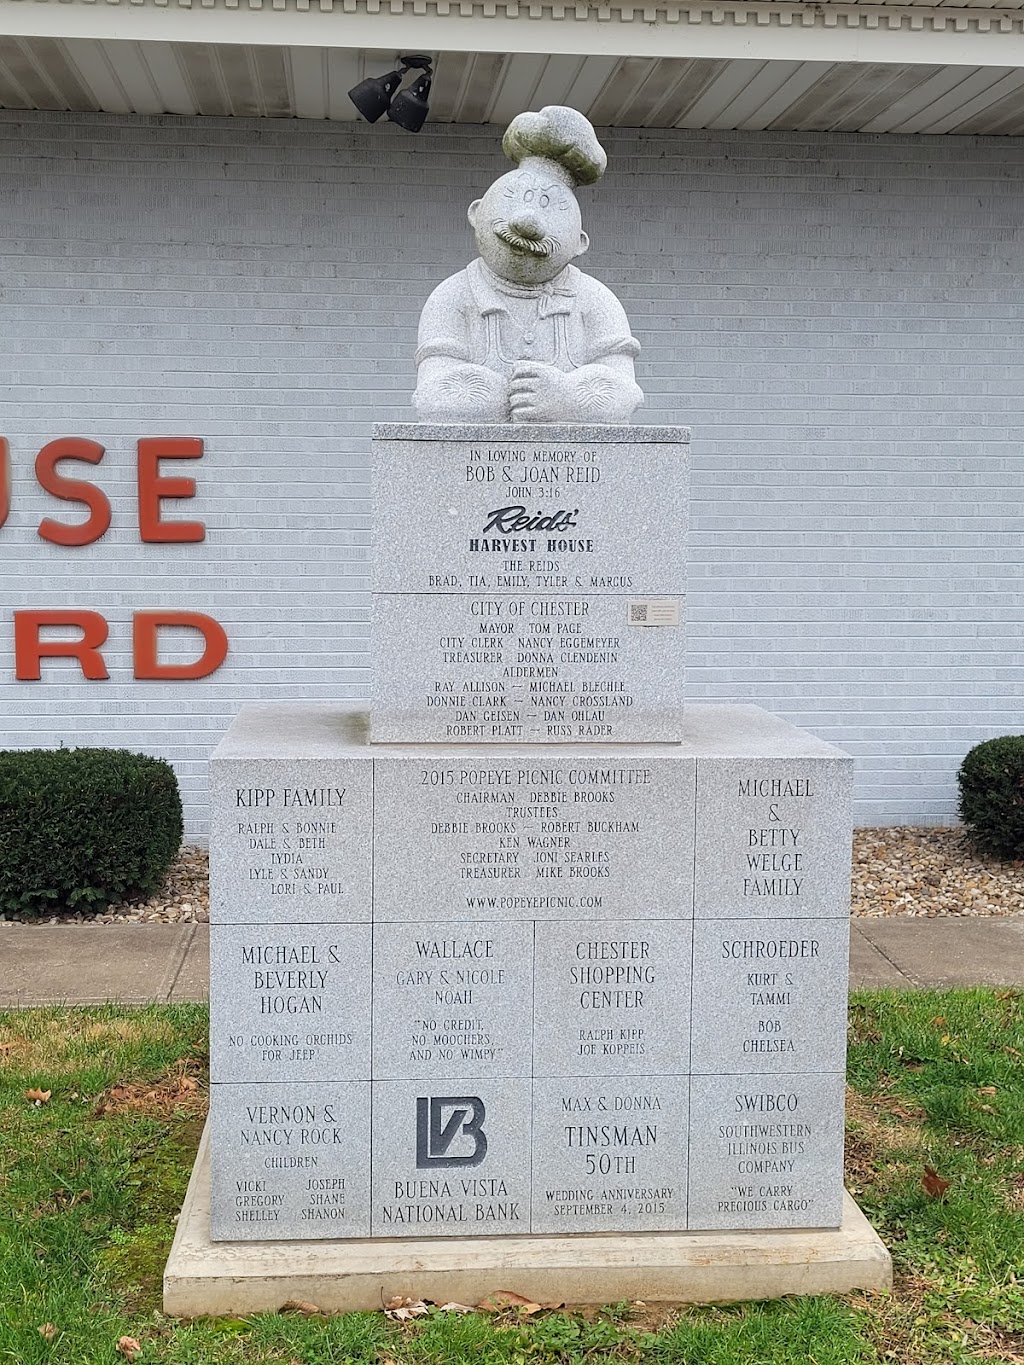 USE
RD
IN LOVING MEMORY OF
BOB & JOAN REID
JOHN 3:16
Reids'
HARVEST HOUSE
THE REIDS
BRAD, TIA, EMILY, TYLER & MARCUS
CITY OF CHESTER
MAYOR TOM PAGE
CITY CLERK NANCY EGGEMEYER
TREASURER DONNA CLENDENIN
ALDERMEN
RAY ALLISON — MICHAEL BLECHLE
DONNIE CLARK — NANCY CROSSLAND
DAN GEISEN — DAN OHLAU
ROBERT PLATT — RUSS RADER
KIPP FAMILY
RALPH & BONNIE
DALE & BETH
LYDIA
LYLE & SANDY
LORI & PAUL
2015 POPEYE PICNIC COMMITTEE
CHAIRMAN DEBBIE BROOKS
TRUSTEES
DEBBIE BROOKS — ROBERT BUCKHAM
KEN WAGNER
SECRETARY JONI SEARLES
TREASURER MIKE BROOKS
WWW.POPEYEPICNIC.COM
MICHAEL
&
BETTY
WELGE
FAMILY
MICHAEL &
BEVERLY
HOGAN
NO COOKING ORCHIDS
FOR JEEP
WALLACE
GARY & NICOLE
NOAH
"NO CREDIT,
NO MOOCHERS,
AND NO WIMPY"
CHESTER
SHOPPING
CENTER
RALPH KIPP
JOE KOPPEIS
SCHROEDER
KURT &
TAMMI
BOB
CHELSEA
VERNON &
NANCY ROCK
CHILDREN
VICKI JOSEPH
GREGORY SHANE
SHELLEY SHANON
BV
BUENA VISTA
NATIONAL BANK
MAX & DONNA
TINSMAN
50TH
WEDDING ANNIVERSARY
SEPTEMBER 4, 2015
SWIBCO
SOUTHWESTERN
ILLINOIS BUS
COMPANY
"WE CARRY
PRECIOUS CARGO"